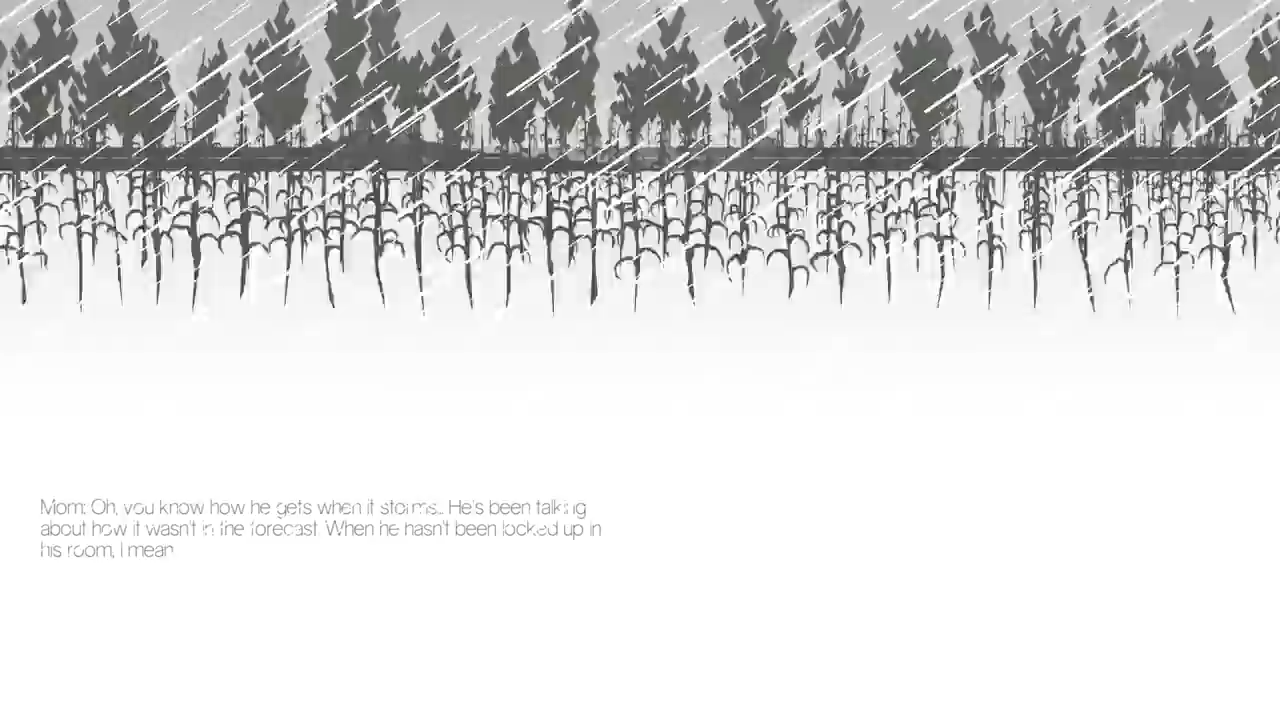 Mom: Oh, you know how he gets when it storms... He's been talking
about how it wasn't in the forecast. When he hasn't been locked up in
his room, I mean